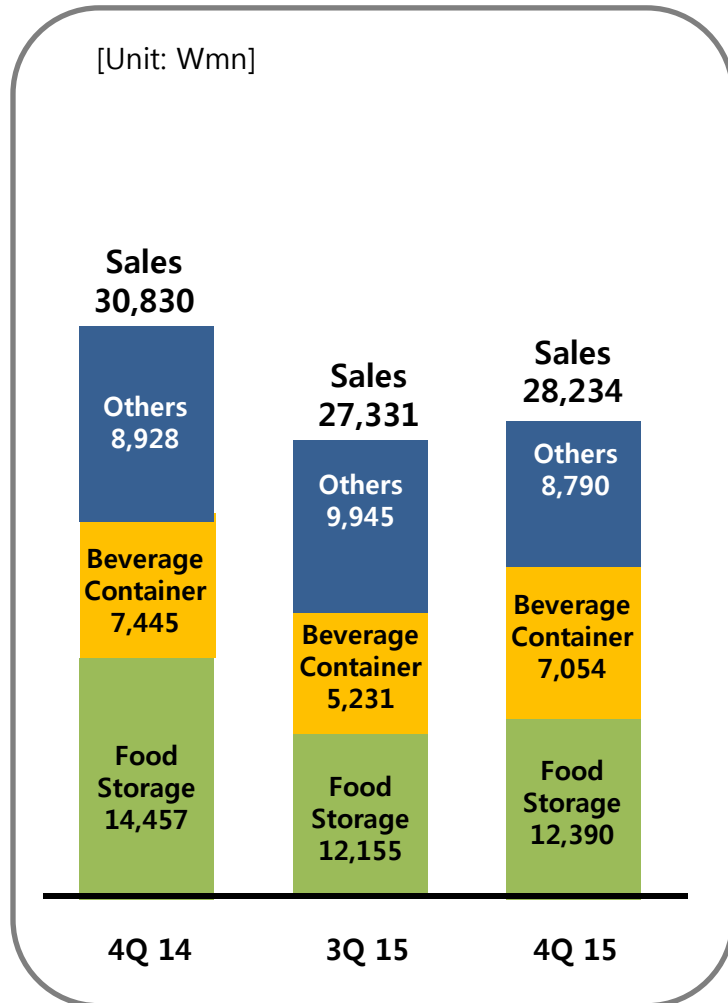 [Unit: Wmn]
Sales
30,830
Others
8,928
Beverage
Container
7,445
Food
Storage
14,457
Sales
27,331
Others
9,945
Beverage
Container
5,231
Food
Storage
12,155
Sales
28,234
Others
8,790
Beverage
Container
7,054
Food
Storage
12,390
4Q 14
3Q 15
4Q 15